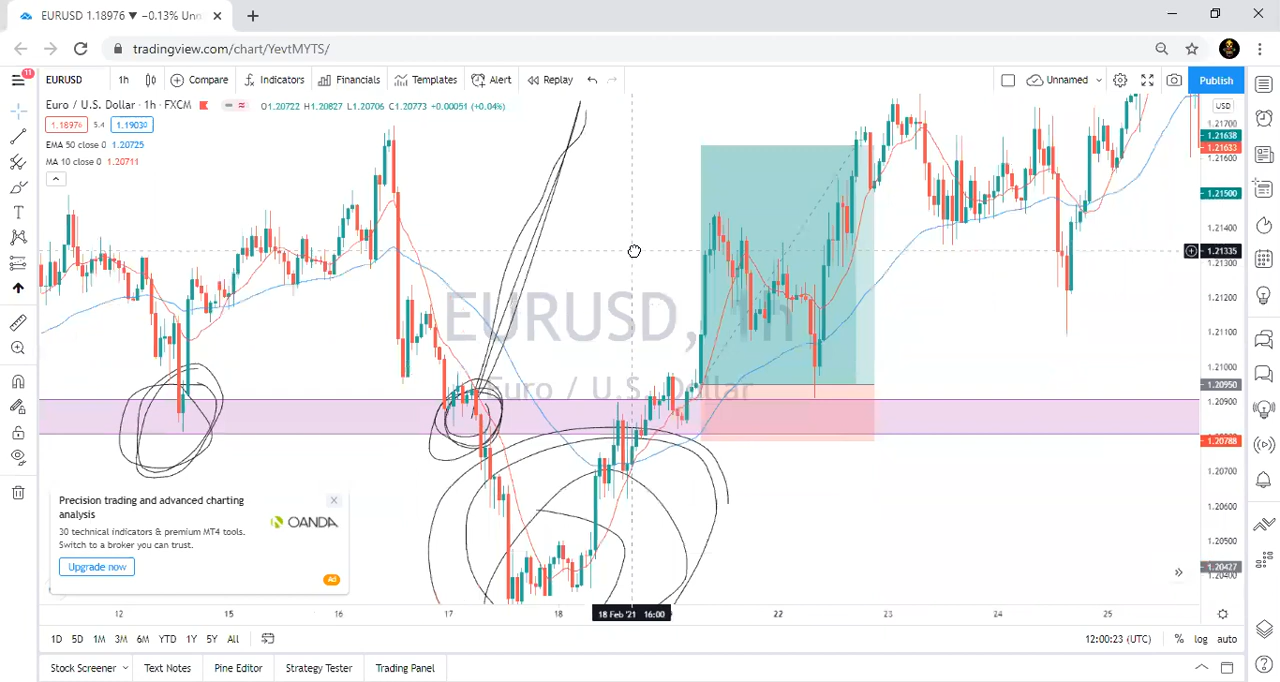 EURUSD 1.18976 ▼ −0.13% Unn
tradingview.com/chart/YevtMYTS/
11
EURUSD 1h Compare Indicators Financials Templates Alert Replay Unnamed Publish
Euro / U.S. Dollar · 1h · FXCM O1.20722 H1.20827 L1.20706 C1.20773 +0.00051 (+0.04%)
1.18976 5.4 1.19030
EMA 50 close 0 1.20725
MA 10 close 0 1.20711
USD
1.21700
1.21638
1.21633
1.21600
1.21500
1.21400
1.21335
1.21300
1.21200
1.21100
1.21000
1.20950
1.20900
1.20788
1.20700
1.20600
1.20500
1.20427
1.20400
EURUSD, 1h
Euro / U.S. Dollar
Precision trading and advanced charting
analysis
30 technical indicators & premium MT4 tools.
Switch to a broker you can trust.
Upgrade now
OANDA
Ad
12 15 16 17 18 18 Feb '21 16:00 22 23 24 25
1D 5D 1M 3M 6M YTD 1Y 5Y All 12:00:23 (UTC) % log auto
Stock Screener Text Notes Pine Editor Strategy Tester Trading Panel